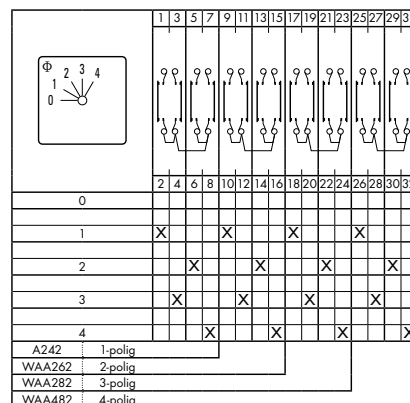 1 3 5 7 9 11 13 15 17 19 21 23 25 27 29
Φ
1 2 3 4
0
2 4 6 8 10 12 14 16 18 20 22 24 26 28 30
0
1 X X X X
2 X X X X
3 X X X X
4 X X X
A242 1-polig
WAA262 2-polig
WAA282 3-polig
WAA482 4-polig